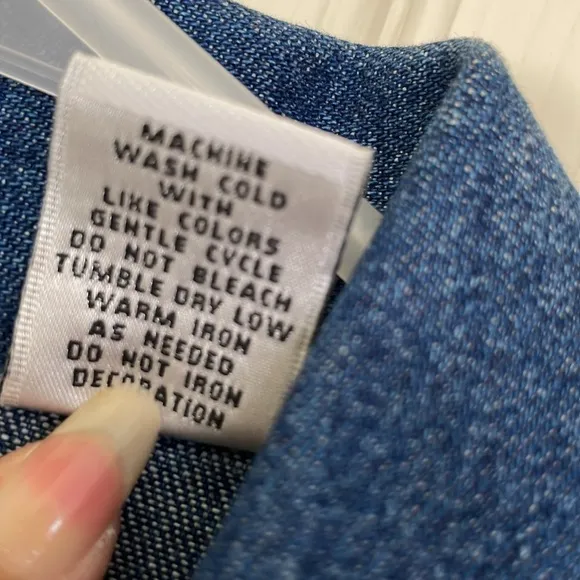 MACHINE
WASH COLD
WITH
LIKE COLORS
GENTLE CYCLE
DO NOT BLEACH
TUMBLE DRY LOW
WARM IRON
AS NEEDED
DO NOT IRON
DECORATION